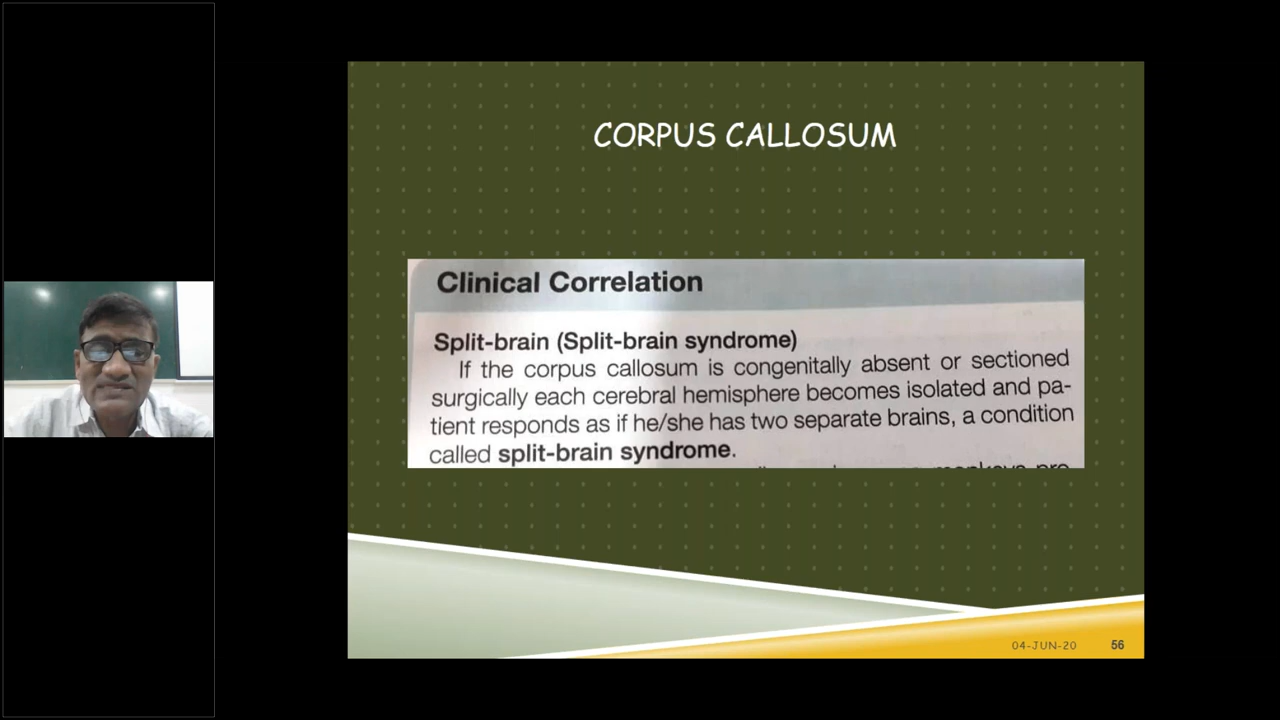 CORPUS CALLOSUM
Clinical Correlation
Split-brain (Split-brain syndrome)
If the corpus callosum is congenitally absent or sectioned
surgically each cerebral hemisphere becomes isolated and pa-
tient responds as if he/she has two separate brains, a condition
called split-brain syndrome.
04-JUN-20 56